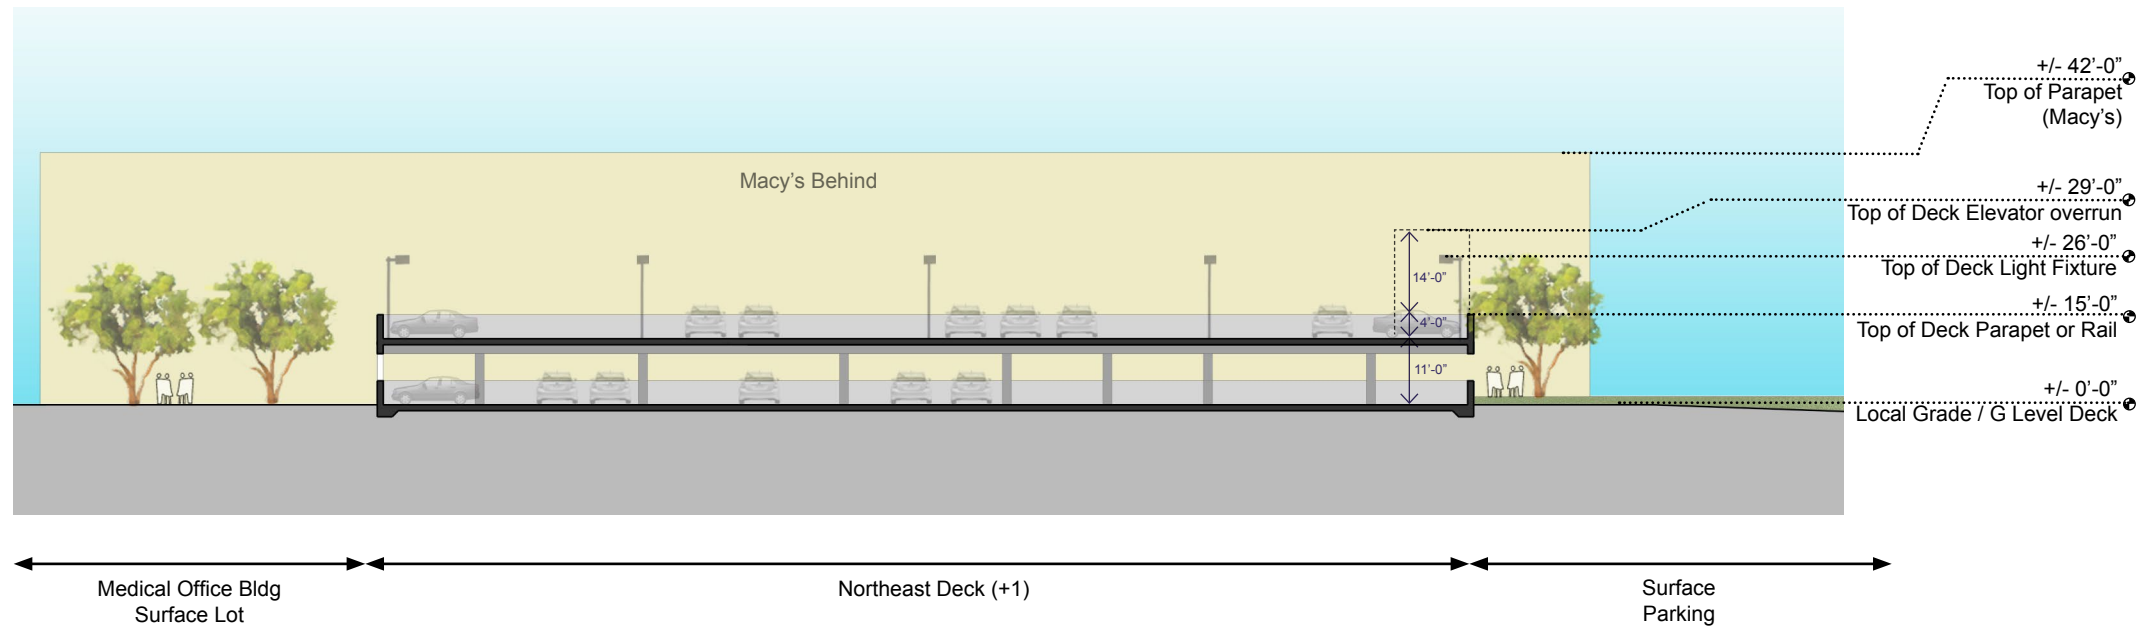 +/- 42’-0”
Top of Parapet
(Macy’s)
Macy’s Behind
+/- 29’-0”
Top of Deck Elevator overrun
+/- 26’-0”
Top of Deck Light Fixture
14’-0”
+/- 15’-0”
4’-0”
Top of Deck Parapet or Rail
11’-0”
+/- 0’-0”
Local Grade / G Level Deck
Medical Office Bldg
Surface Lot
Northeast Deck (+1)
Surface
Parking